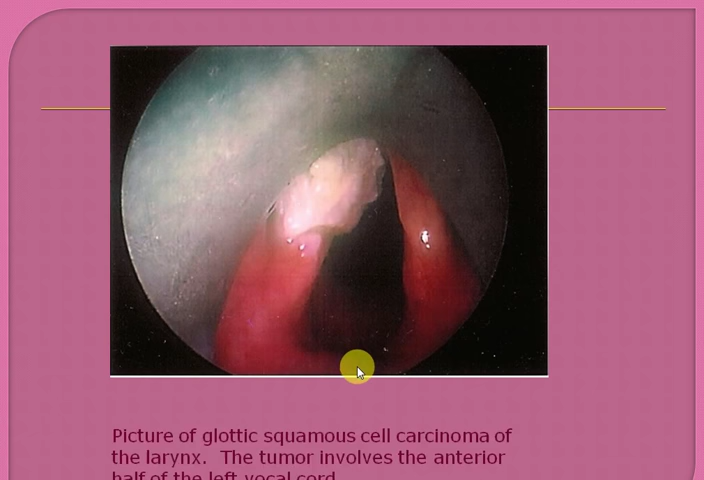 Picture of glottic squamous cell carcinoma of
the larynx.  The tumor involves the anterior
half of the left vocal cord